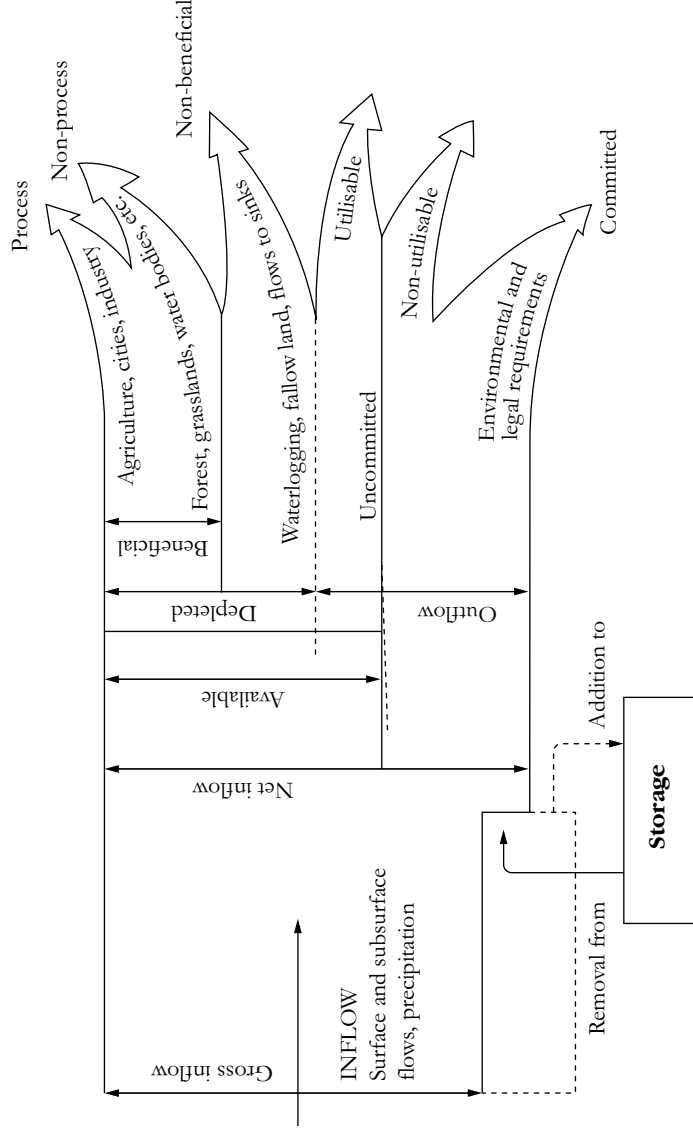 Process
Non-process
Non-beneficial
Agriculture, cities, industry
Forest, grasslands, water bodies, etc.
Waterlogging, fallow land, flows to sinks
Utilisable
Uncommitted
Non-utilisable
Environmental and
legal requirements
Committed
Beneficial
Depleted
Outflow
Available
Net inflow
Gross inflow
INFLOW
Surface and subsurface
flows, precipitation
Removal from
Addition to
Storage